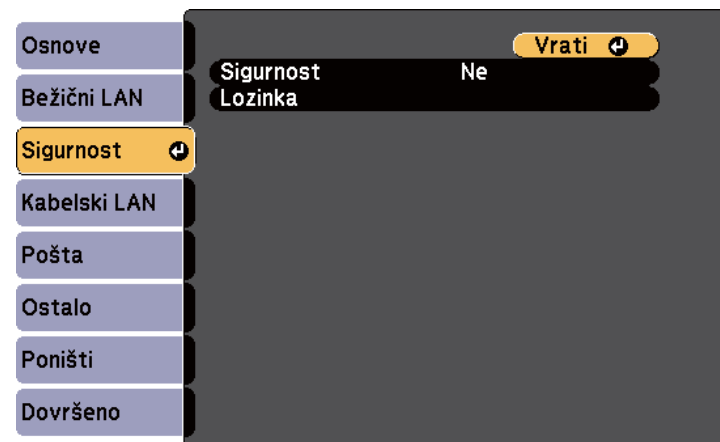 Osnove
Bežični LAN
Sigurnost
Kabelski LAN
Pošta
Ostalo
Poništi
Dovršeno
Vrati
Sigurnost Ne
Lozinka